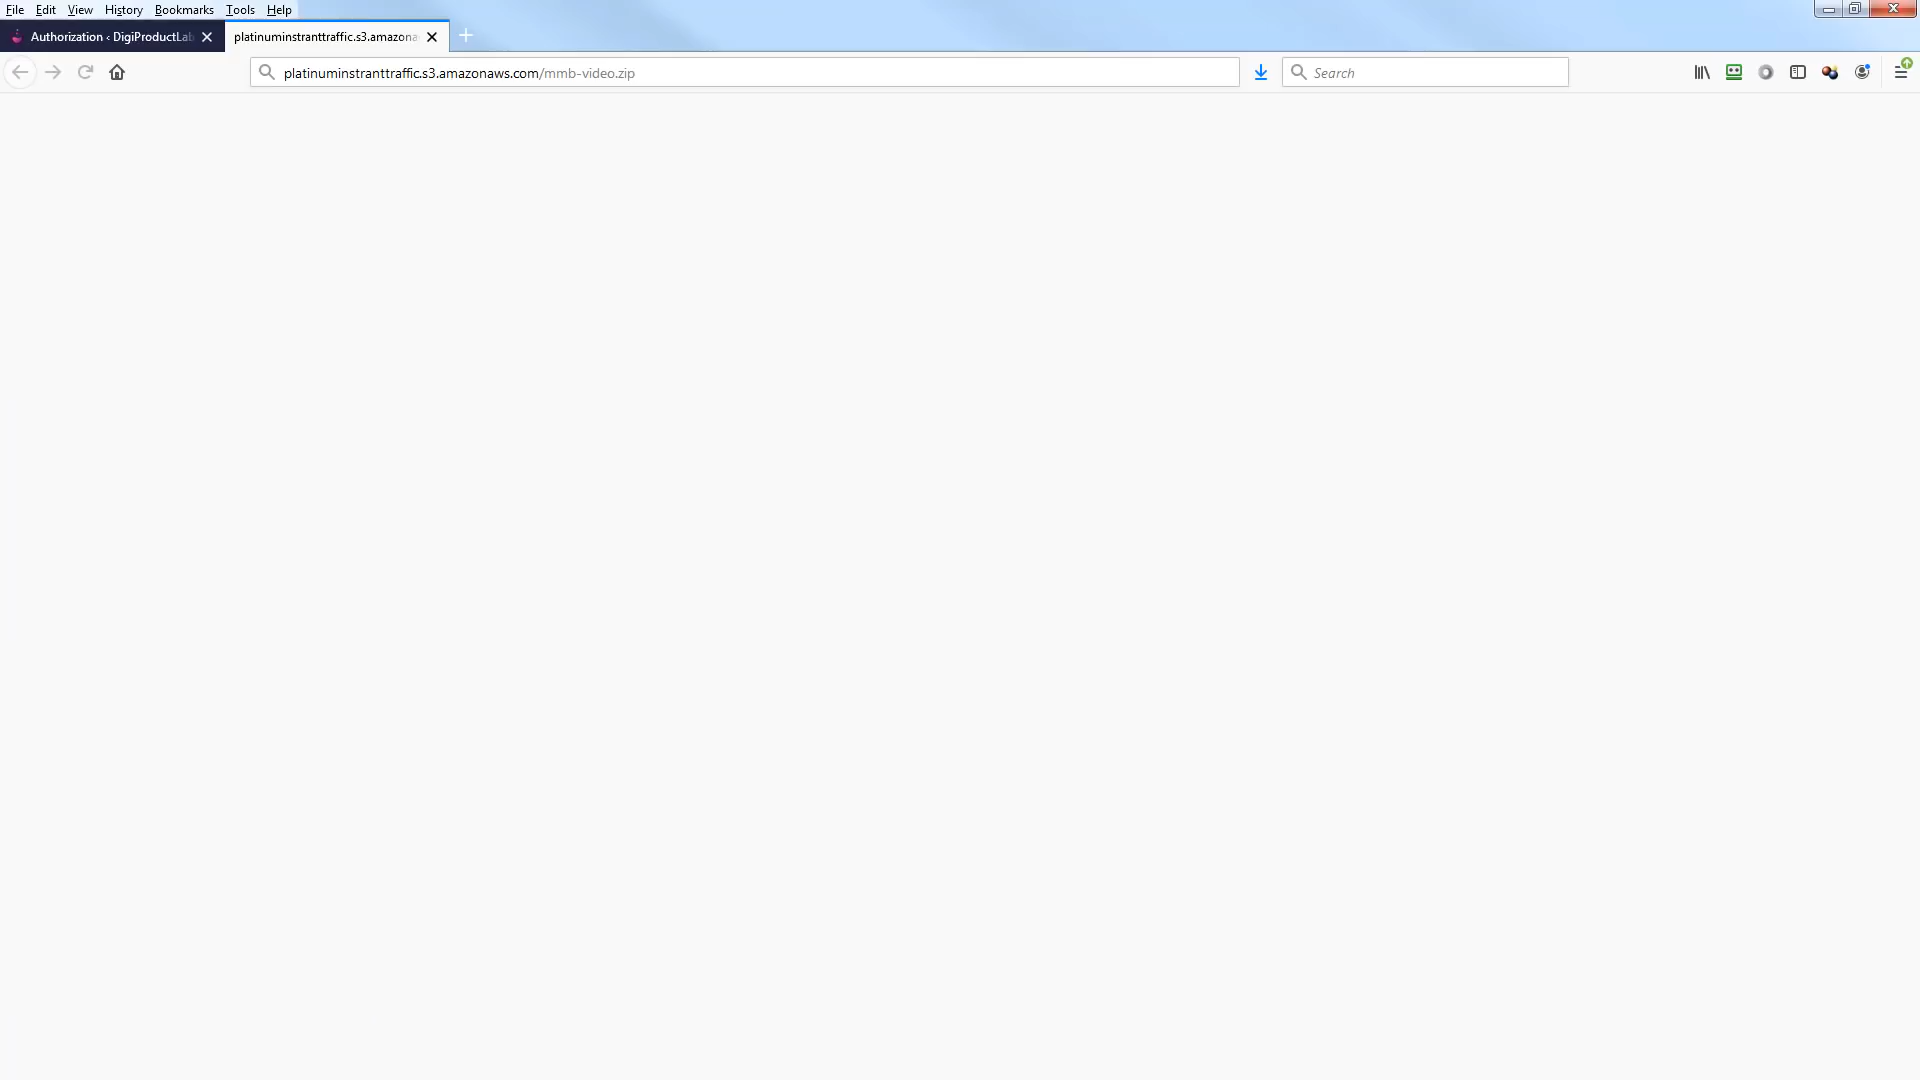 File Edit View History Bookmarks Tools Help
Authorization ‹ DigiProductLab
platinuminstranttraffic.s3.amazona
platinuminstranttraffic.s3.amazonaws.com/mmb-video.zip
Search